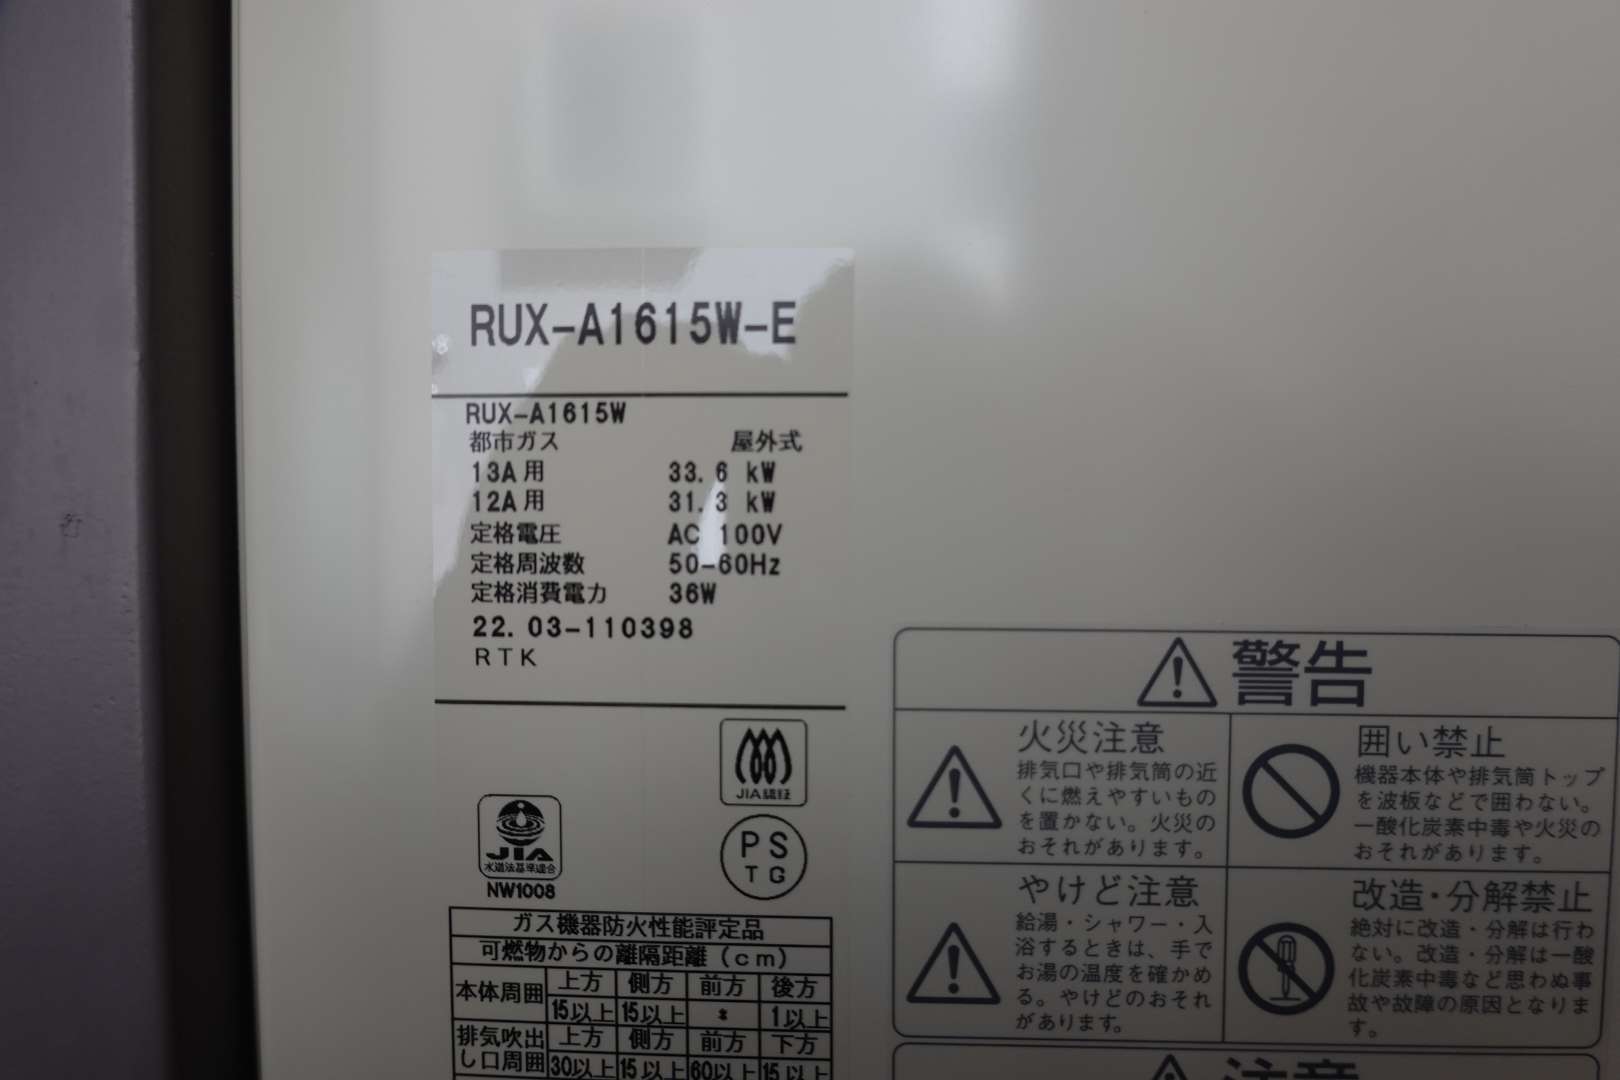 RUX-A1615W-E
RUX-A1615W
都市ガス 屋外式
13A用 33.6 kW
12A用 31.3 kW
定格電圧 AC 100V
定格周波数 50-60Hz
定格消費電力 36W
22.03-110398
RTK
JIA認証
JIA
水道法基準適合
NW1008
PS
TG
ガス機器防火性能評定品
可燃物からの離隔距離(cm)
本体周囲 上方 側方 前方 後方
15以上 15以上 * 1以上
排気吹出し口周囲 上方 側方 前方 下方
30以上 15以上 60以上 15以上
警告
火災注意
排気口や排気筒の近
くに燃えやすいもの
を置かない。火災の
おそれがあります。
囲い禁止
機器本体や排気筒トップ
を波板などで囲わない。
一酸化炭素中毒や火災の
おそれがあります。
やけど注意
給湯・シャワー・入
浴するときは、手で
お湯の温度を確かめ
る。やけどのおそれ
があります。
改造・分解禁止
絶対に改造・分解は行わ
ない。改造・分解は一酸
化炭素中毒など思わぬ事
故や故障の原因となりま
す。
注意